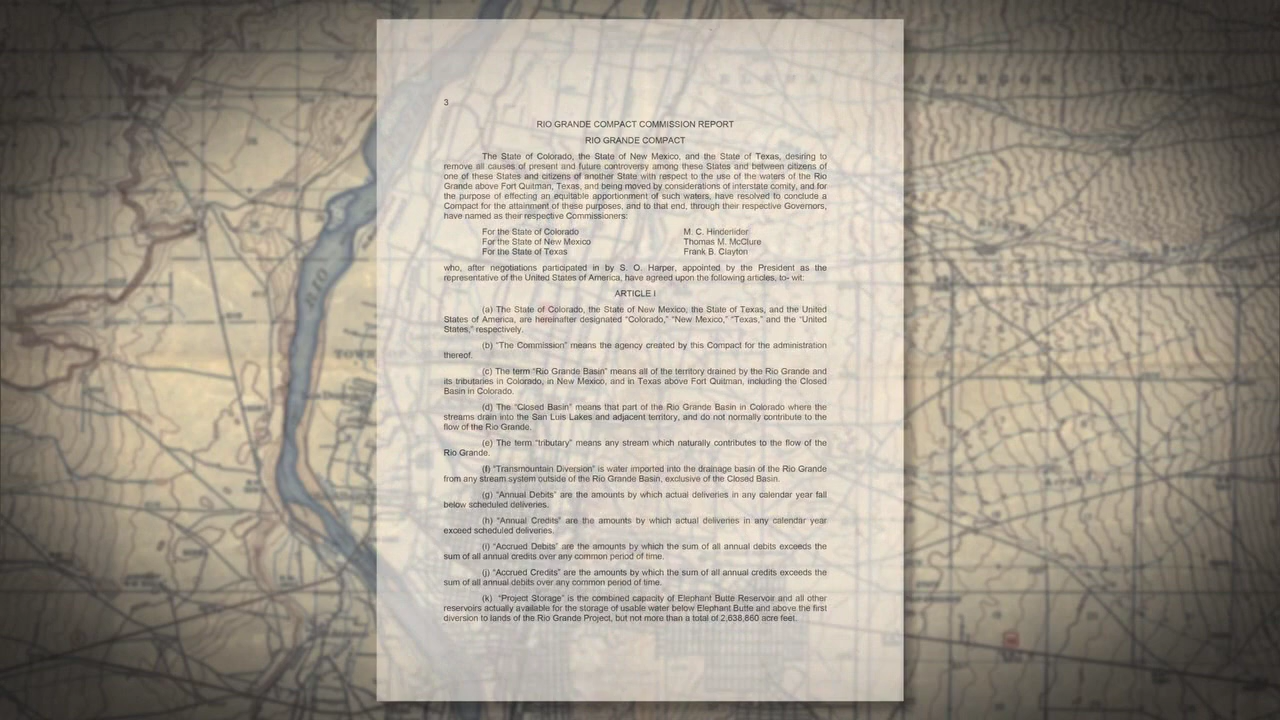 3
RIO GRANDE COMPACT COMMISSION REPORT
RIO GRANDE COMPACT
The State of Colorado, the State of New Mexico, and the State of Texas, desiring to
remove all causes of present and future controversy among these States and between citizens of
one of these States and citizens of another State with respect to the use of the waters of the Rio
Grande above Fort Quitman, Texas, and being moved by considerations of interstate comity, and for
the purpose of effecting an equitable apportionment of such waters, have resolved to conclude a
Compact for the attainment of these purposes, and to that end, through their respective Governors,
have named as their respective Commissioners:
For the State of Colorado M. C. Hinderlider
For the State of New Mexico Thomas M. McClure
For the State of Texas Frank B. Clayton
who, after negotiations participated in by S. O. Harper, appointed by the President as the
representative of the United States of America, have agreed upon the following articles, to- wit:
ARTICLE I
(a) The State of Colorado, the State of New Mexico, the State of Texas, and the United
States of America, are hereinafter designated “Colorado,” “New Mexico,” “Texas,” and the “United
States,” respectively.
(b) “The Commission” means the agency created by this Compact for the administration
thereof.
(c) The term “Rio Grande Basin” means all of the territory drained by the Rio Grande and
its tributaries in Colorado, in New Mexico, and in Texas above Fort Quitman, including the Closed
Basin in Colorado.
(d) The “Closed Basin” means that part of the Rio Grande Basin in Colorado where the
streams drain into the San Luis Lakes and adjacent territory, and do not normally contribute to the
flow of the Rio Grande.
(e) The term “tributary” means any stream which naturally contributes to the flow of the
Rio Grande.
(f) “Transmountain Diversion” is water imported into the drainage basin of the Rio Grande
from any stream system outside of the Rio Grande Basin, exclusive of the Closed Basin.
(g) “Annual Debits” are the amounts by which actual deliveries in any calendar year fall
below scheduled deliveries.
(h) “Annual Credits” are the amounts by which actual deliveries in any calendar year
exceed scheduled deliveries.
(i) “Accrued Debits” are the amounts by which the sum of all annual debits exceeds the
sum of all annual credits over any common period of time.
(j) “Accrued Credits” are the amounts by which the sum of all annual credits exceeds the
sum of all annual debits over any common period of time.
(k) “Project Storage” is the combined capacity of Elephant Butte Reservoir and all other
reservoirs actually available for the storage of usable water below Elephant Butte and above the first
diversion to lands of the Rio Grande Project, but not more than a total of 2,638,860 acre feet.
RIO